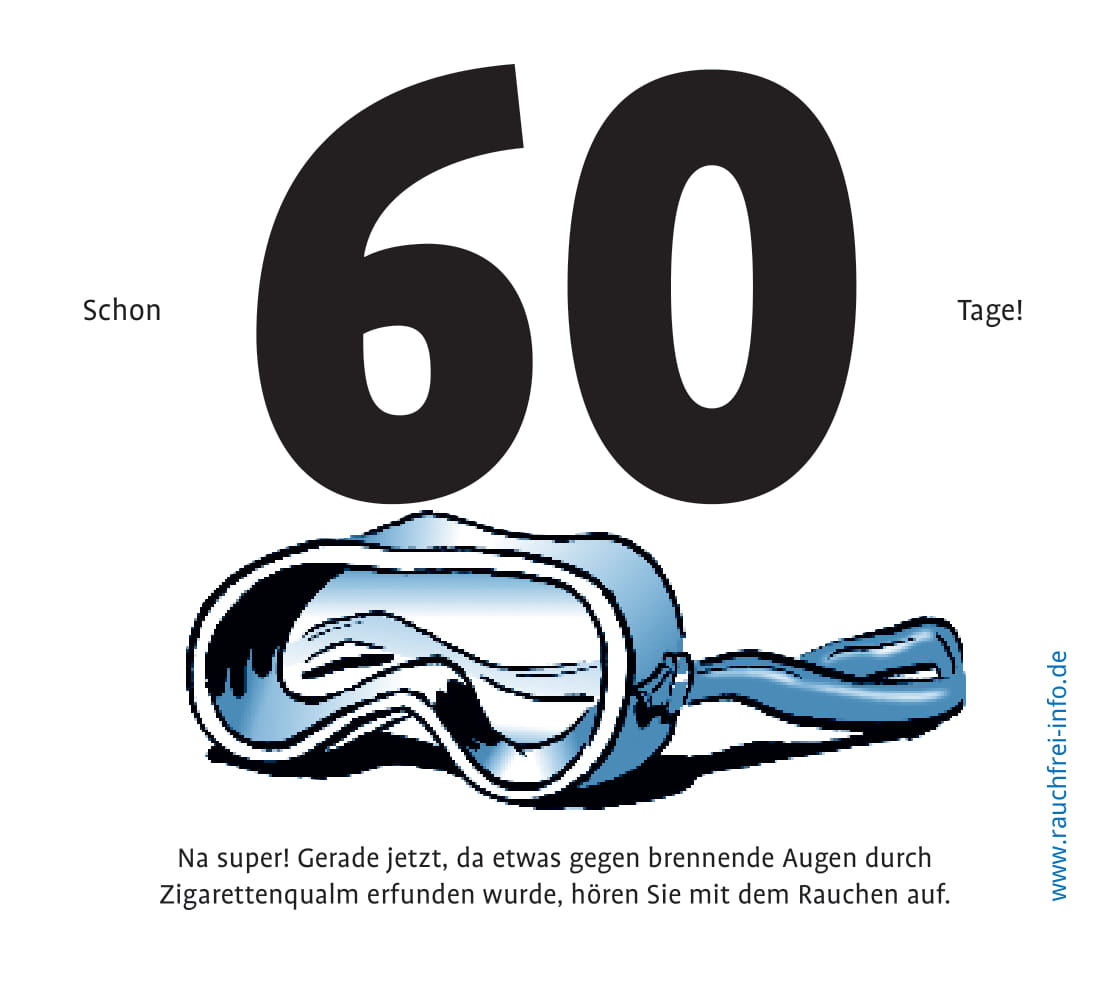 Schon
60
Tage!
Na super! Gerade jetzt, da etwas gegen brennende Augen durch
Zigarettenqualm erfunden wurde, hören Sie mit dem Rauchen auf.
www.rauchfrei-info.de